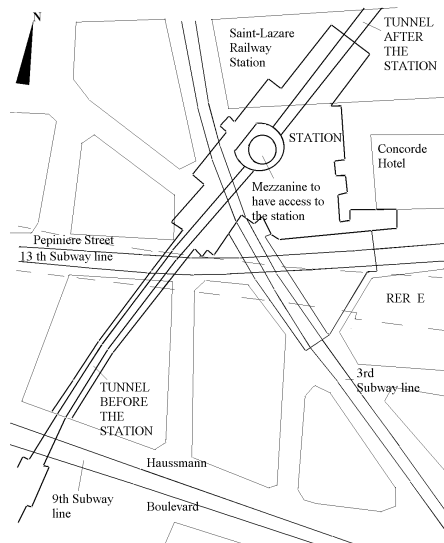 N
Saint-Lazare
Railway
Station
TUNNEL
AFTER
THE
STATION
STATION
Concorde
Hotel
Mezzanine to
have access to
the station
Pepiniere Street
13 th Subway line
RER E
3rd
Subway line
TUNNEL
BEFORE
THE
STATION
Haussmann
9th Subway
line
Boulevard